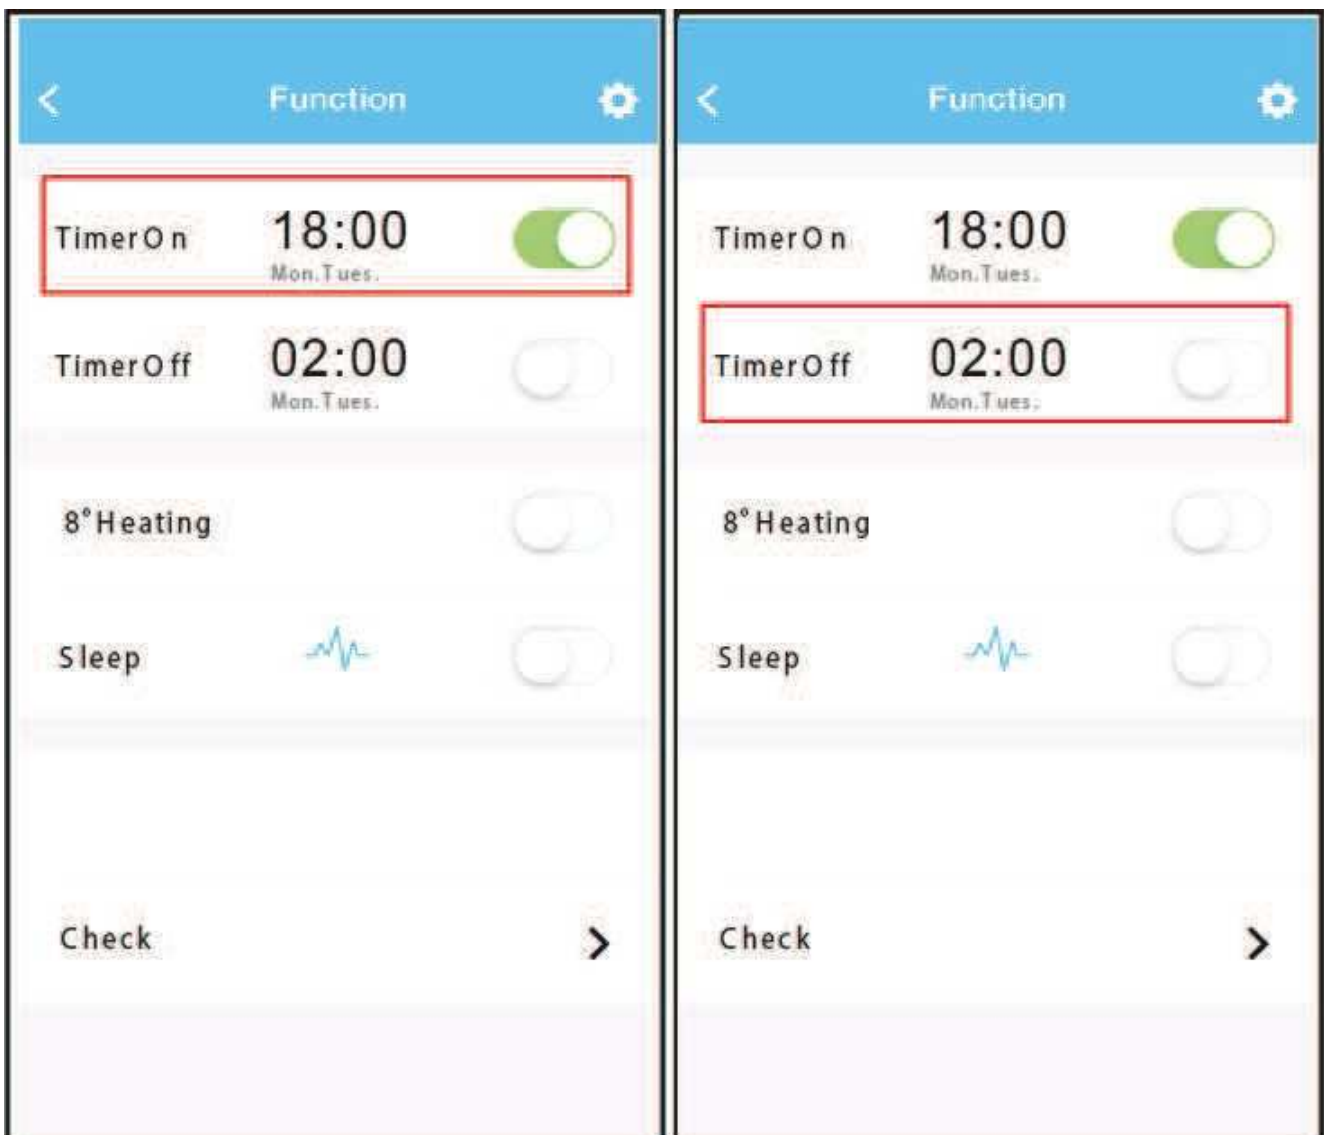 Function
TimerOn 18:00
Mon.Tues.
TimerOff 02:00
Mon.Tues.
8°Heating
Sleep
Check
Function
TimerOn 18:00
Mon.Tues.
TimerOff 02:00
Mon.Tues.
8°Heating
Sleep
Check